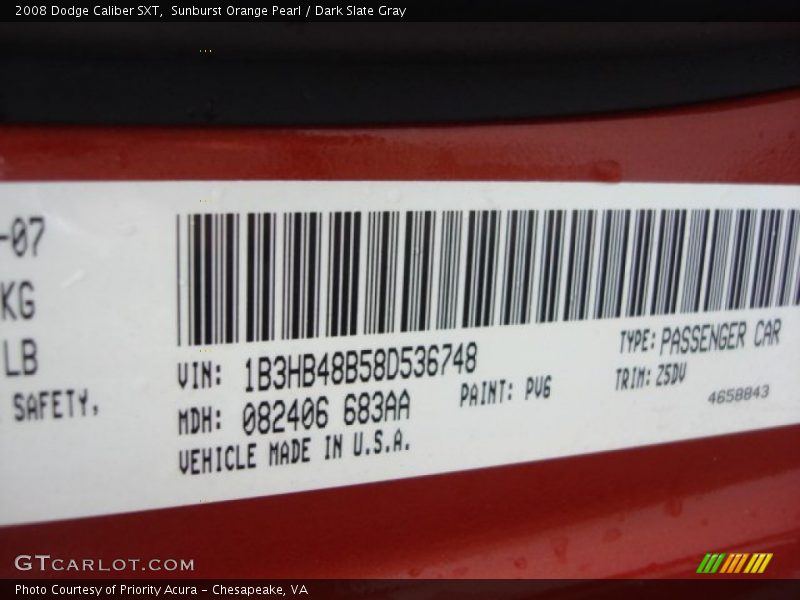 2008 Dodge Caliber SXT,  Sunburst Orange Pearl / Dark Slate Gray
-07
KG
LB
SAFETY,
VIN: 1B3HB48B58D536748
MDH: 082406 683AA
VEHICLE MADE IN U.S.A.
PAINT: PV6
TYPE: PASSENGER CAR
TRIM: Z5DV
4658843
GTCARLOT.COM
Photo Courtesy of Priority Acura - Chesapeake, VA